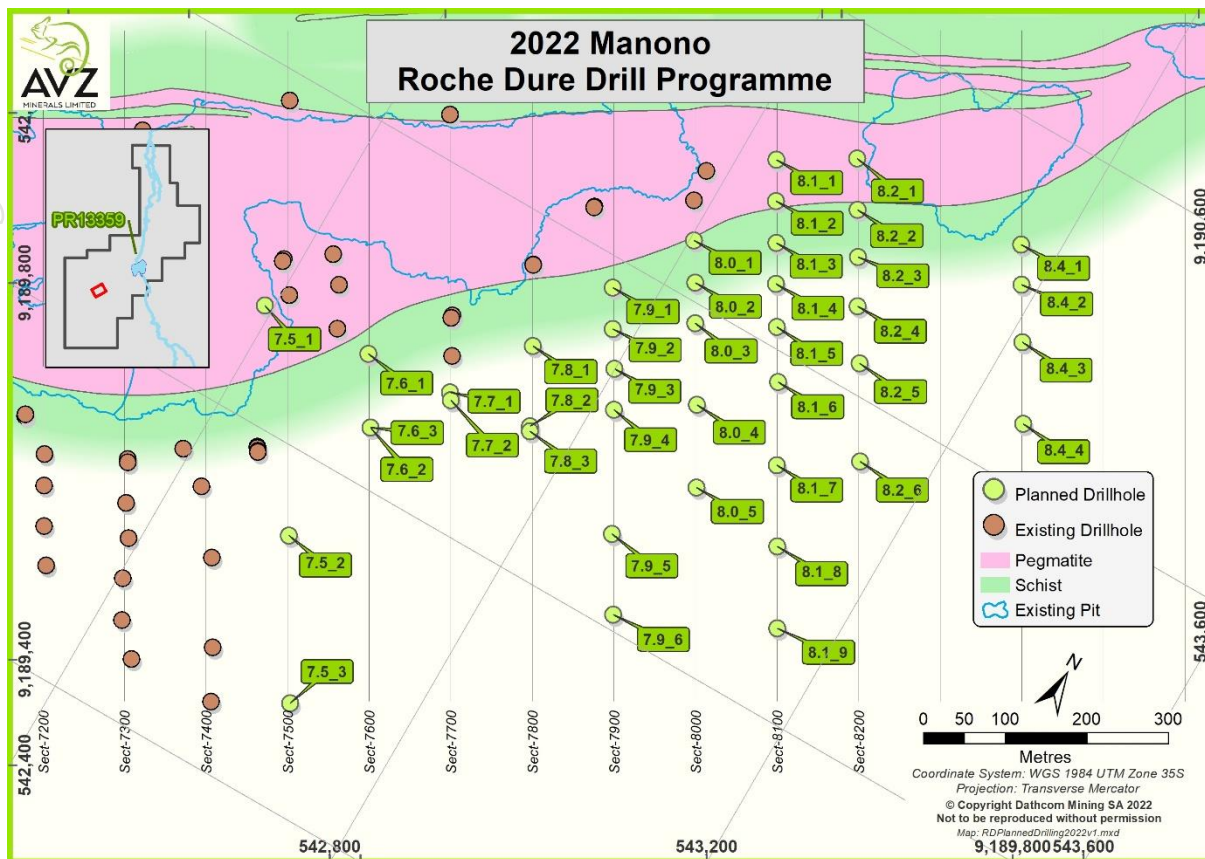 AVZ
MINERALS LIMITED
2022 Manono
Roche Dure Drill Programme
PR13359
542,
9,189,800
9,190,600
8.1_1
8.2_1
8.1_2
8.2_2
8.0_1
8.1_3
8.2_3
8.4_1
7.9_1
8.0_2
8.1_4
8.2_4
8.4_2
7.5_1
7.9_2
8.0_3
8.1_5
8.4_3
7.6_1
7.8_1
7.9_3
8.2_5
7.7_1
7.8_2
8.1_6
7.6_3
7.7_2
7.9_4
8.0_4
8.4_4
7.6_2
7.8_3
8.1_7
8.2_6
8.0_5
7.5_2
7.9_5
8.1_8
7.9_6
8.1_9
7.5_3
Planned Drillhole
Existing Drillhole
Pegmatite
Schist
Existing Pit
9,189,400
543,600
542,400
Sect-7200
Sect-7300
Sect-7400
Sect-7500
Sect-7600
Sect-7700
Sect-7800
Sect-7900
Sect-8000
Sect-8100
Sect-8200
N
0 50 100 200 300
Metres
Coordinate System: WGS 1984 UTM Zone 35S
Projection: Transverse Mercator
© Copyright Dathcom Mining SA 2022
Not to be reproduced without permission
Map: RDPlannedDrilling2022v1.mxd
542,800
543,200
9,189,800
543,600